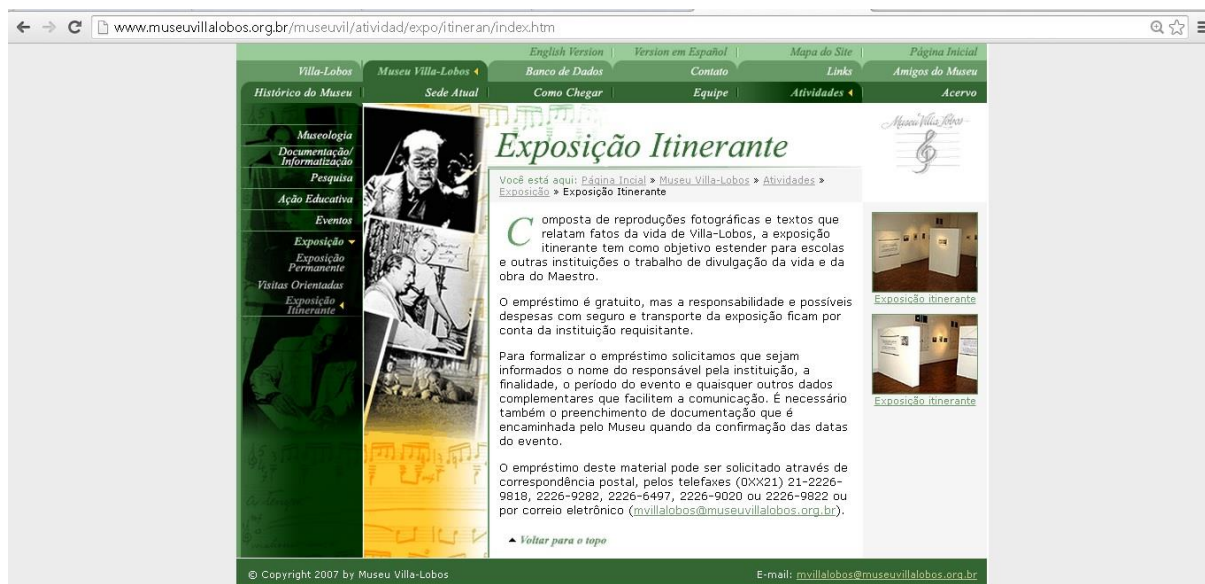 www.museuvillalobos.org.br/museuvil/atividad/expo/itineran/index.htm
English Version | Version em Español | Mapa do Site | Página Inicial
Villa-Lobos | Museu Villa-Lobos | Banco de Dados | Contato | Links | Amigos do Museu
Histórico do Museu | Sede Atual | Como Chegar | Equipe | Atividades | Acervo
Museologia
Documentação/
Informatização
Pesquisa
Ação Educativa
Eventos
Exposição
Exposição
Permanente
Visitas Orientadas
Exposição
Itinerante
Exposição Itinerante
Museu Villa Lobos
Você está aqui: Página Incial » Museu Villa-Lobos » Atividades »
Exposição » Exposição Itinerante
Composta de reproduções fotográficas e textos que
relatam fatos da vida de Villa-Lobos, a exposição
itinerante tem como objetivo estender para escolas
e outras instituições o trabalho de divulgação da vida e da
obra do Maestro.
O empréstimo é gratuito, mas a responsabilidade e possíveis
despesas com seguro e transporte da exposição ficam por
conta da instituição requisitante.
Para formalizar o empréstimo solicitamos que sejam
informados o nome do responsável pela instituição, a
finalidade, o período do evento e quaisquer outros dados
complementares que facilitem a comunicação. É necessário
também o preenchimento de documentação que é
encaminhada pelo Museu quando da confirmação das datas
do evento.
O empréstimo deste material pode ser solicitado através de
correspondência postal, pelos telefaxes (0XX21) 21-2226-
9818, 2226-9282, 2226-6497, 2226-9020 ou 2226-9822 ou
por correio eletrônico (mvillalobos@museuvillalobos.org.br).
Voltar para o topo
Exposição itinerante
Exposição itinerante
© Copyright 2007 by Museu Villa-Lobos
E-mail: mvillalobos@museuvillalobos.org.br